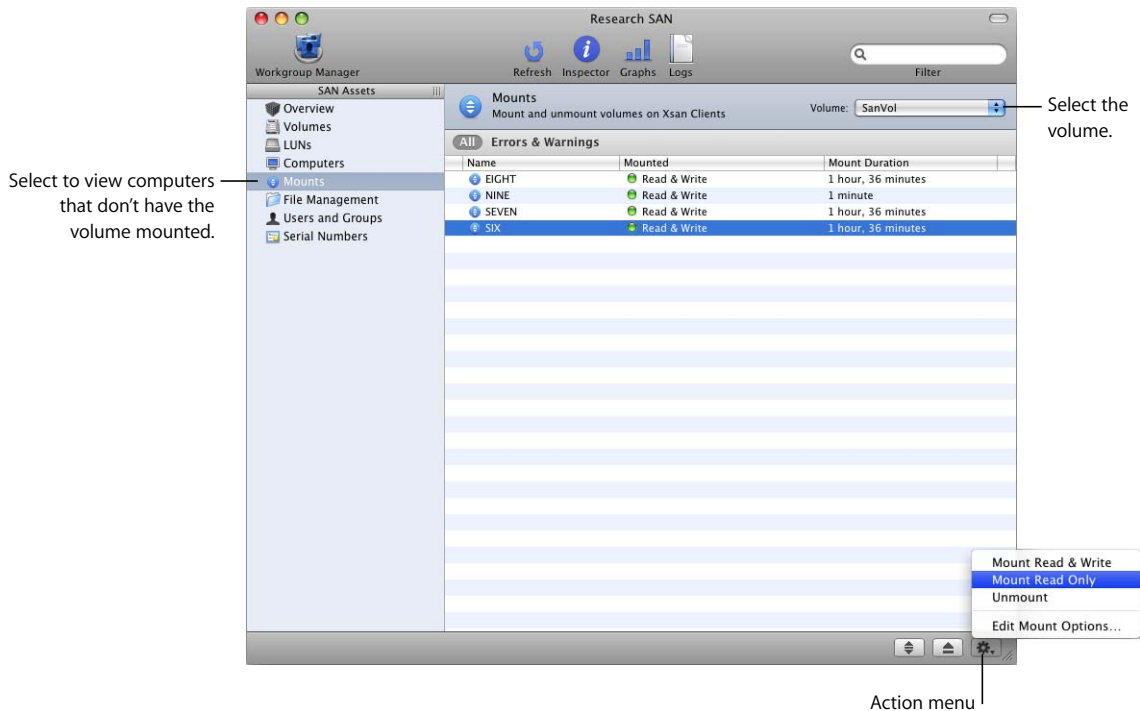 Research SAN
Workgroup Manager
Refresh Inspector Graphs Logs
Filter
SAN Assets
Overview
Volumes
LUNs
Computers
Mounts
File Management
Users and Groups
Serial Numbers
Mounts
Mount and unmount volumes on Xsan Clients
Volume: SanVol
All Errors & Warnings
Name Mounted Mount Duration
EIGHT Read & Write 1 hour, 36 minutes
NINE Read & Write 1 minute
SEVEN Read & Write 1 hour, 36 minutes
SIX Read & Write 1 hour, 36 minutes
Select the
volume.
Select to view computers
that don’t have the
volume mounted.
Mount Read & Write
Mount Read Only
Unmount
Edit Mount Options...
Action menu